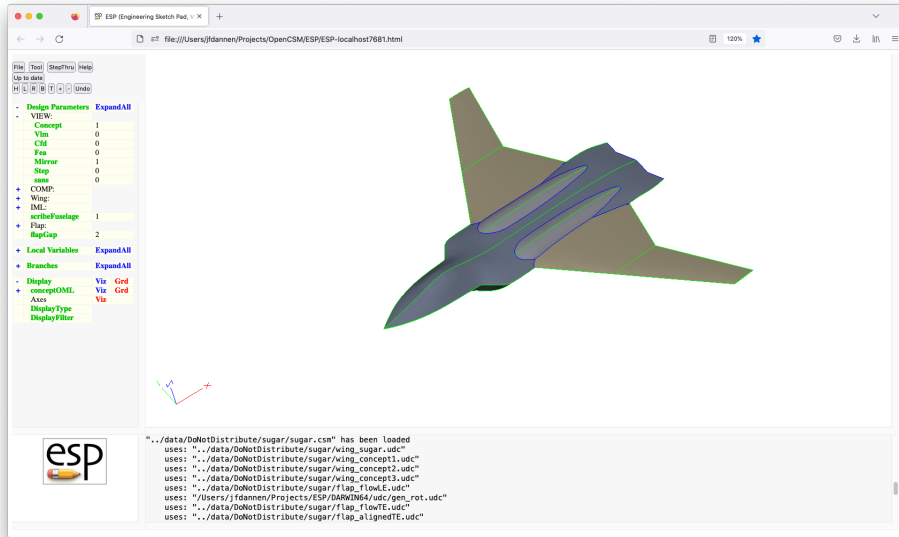 ESP (Engineering Sketch Pad, V
file:///Users/jfdannen/Projects/OpenCSM/ESP/ESP-localhost7681.html
120%
File Tool StepThru Help
Up to date
H L R B T + - Undo
- Design Parameters ExpandAll
- VIEW:
Concept 1
Vlm 0
Cfd 0
Fea 0
Mirror 1
Step 0
sans 0
+ COMP:
+ Wing:
+ IML:
scribeFuselage 1
+ Flap:
flapGap 2
+ Local Variables ExpandAll
+ Branches ExpandAll
- Display Viz Grd
+ conceptOML Viz Grd
Axes Viz
DisplayType
DisplayFilter
esp
"../data/DoNotDistribute/sugar/sugar.csm" has been loaded
uses: "../data/DoNotDistribute/sugar/wing_sugar.udc"
uses: "../data/DoNotDistribute/sugar/wing_concept1.udc"
uses: "../data/DoNotDistribute/sugar/wing_concept2.udc"
uses: "../data/DoNotDistribute/sugar/wing_concept3.udc"
uses: "../data/DoNotDistribute/sugar/flap_flowLE.udc"
uses: "/Users/jfdannen/Projects/ESP/DARWIN64/udc/gen_rot.udc"
uses: "../data/DoNotDistribute/sugar/flap_flowTE.udc"
uses: "../data/DoNotDistribute/sugar/flap_alignedTE.udc"